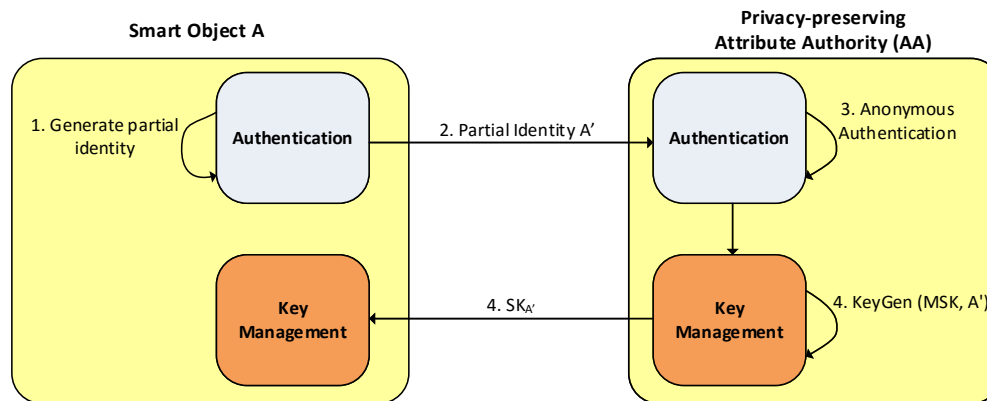 Smart Object A
Privacy-preserving
Attribute Authority (AA)
1. Generate partial
identity
Authentication
2. Partial Identity A’
Authentication
3. Anonymous
Authentication
Key
Management
4. SKA’
Key
Management
4. KeyGen (MSK, A')